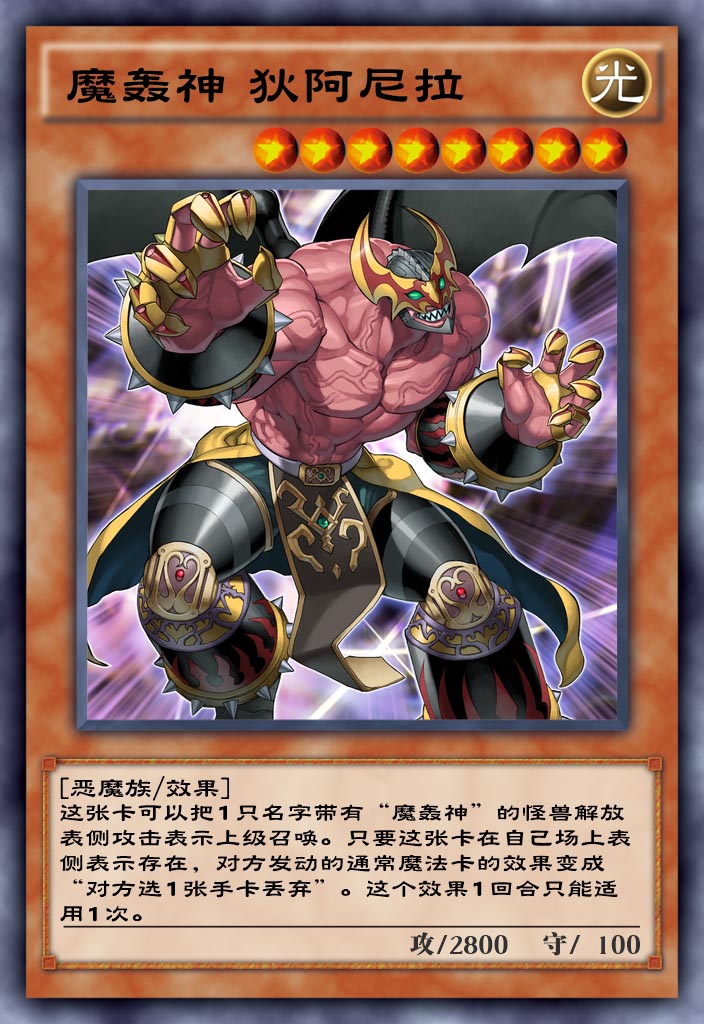 魔轰神 狄阿尼拉
光
[恶魔族/效果]
这张卡可以把1只名字带有“魔轰神”的怪兽解放
表侧攻击表示上级召唤。只要这张卡在自己场上表
侧表示存在，对方发动的通常魔法卡的效果变成
“对方选1张手卡丢弃”。这个效果1回合只能适
用1次。
攻/2800 守/ 100